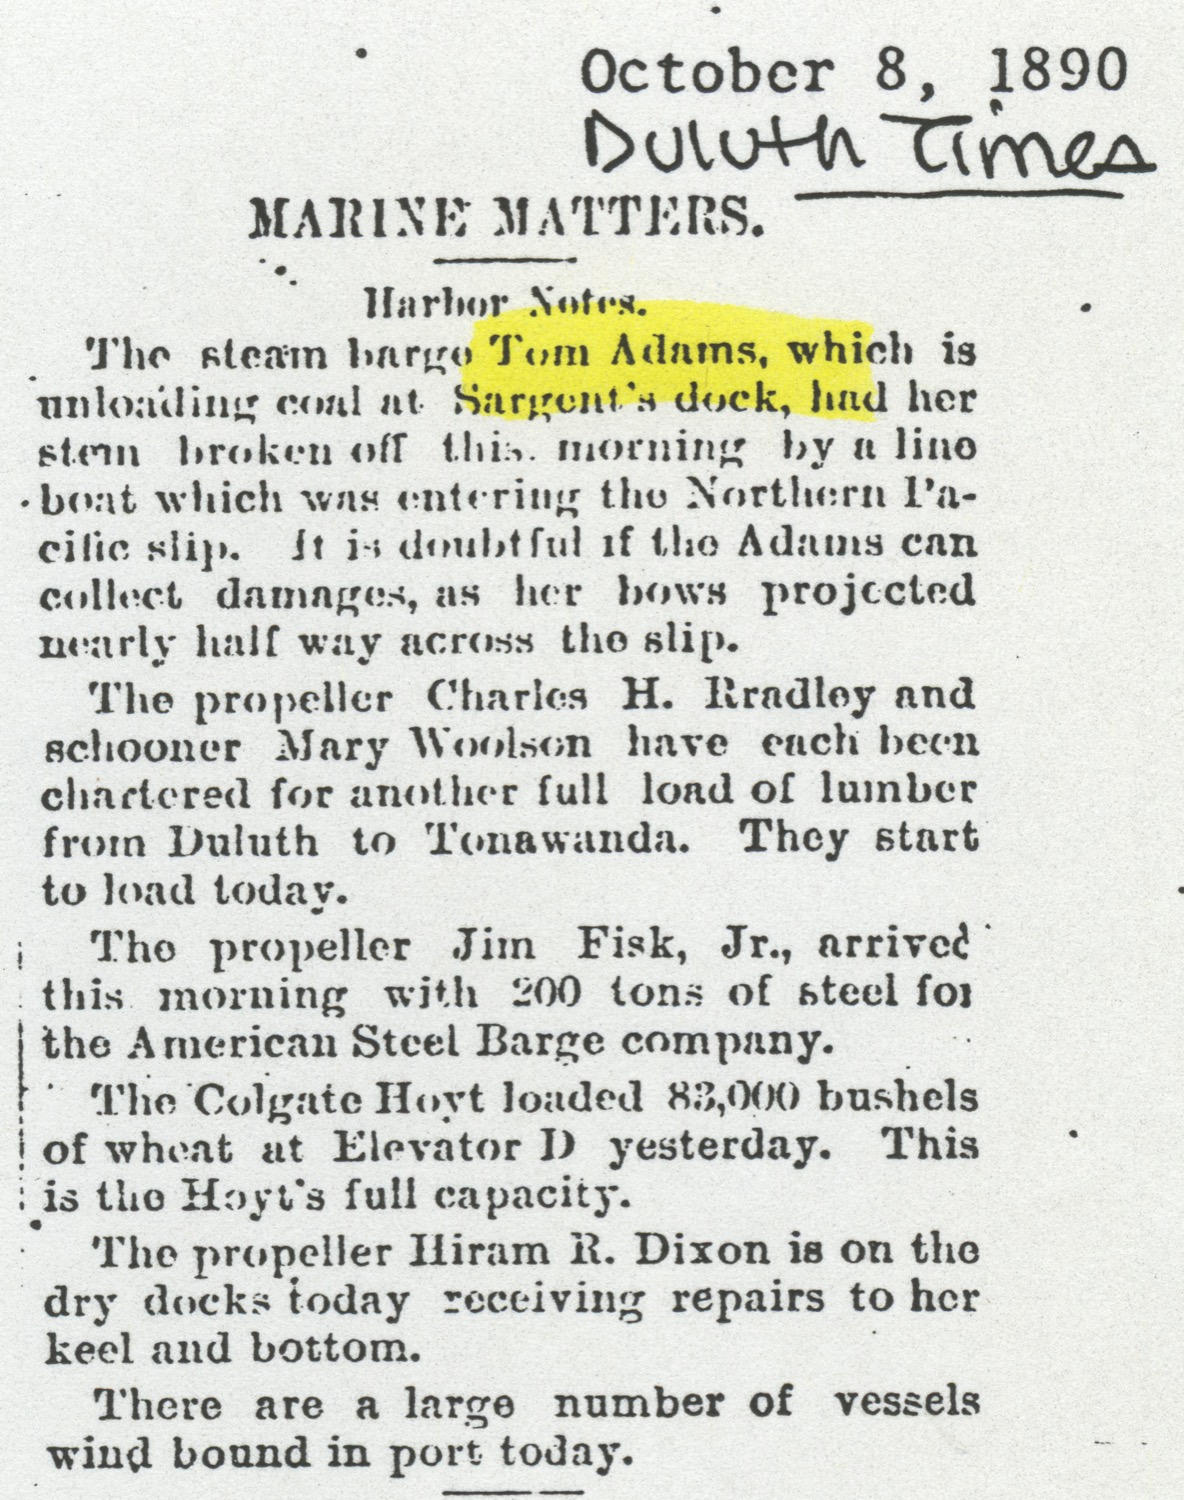 October 8, 1890
Duluth Times
MARINE MATTERS.
Harbor Notes.
The steam barge Tom Adams, which is
unloading coal at Sargent's dock, had her
stem broken off this morning by a line
boat which was entering the Northern Pa-
cific slip. It is doubtful if the Adams can
collect damages, as her bows projected
nearly half way across the slip.
The propeller Charles H. Bradley and
schooner Mary Woolson have each been
chartered for another full load of lumber
from Duluth to Tonawanda. They start
to load today.
The propeller Jim Fisk, Jr., arrived
this morning with 200 tons of steel for
the American Steel Barge company.
The Colgate Hoyt loaded 83,000 bushels
of wheat at Elevator D yesterday. This
is the Hoyt's full capacity.
The propeller Hiram R. Dixon is on the
dry docks today receiving repairs to her
keel and bottom.
There are a large number of vessels
wind bound in port today.